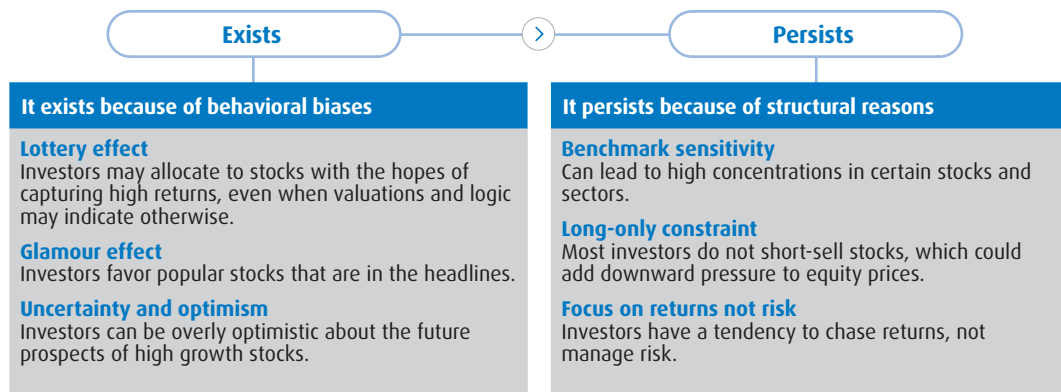 Exists
Persists
It exists because of behavioral biases
Lottery effect
Investors may allocate to stocks with the hopes of
capturing high returns, even when valuations and logic
may indicate otherwise.
Glamour effect
Investors favor popular stocks that are in the headlines.
Uncertainty and optimism
Investors can be overly optimistic about the future
prospects of high growth stocks.
It persists because of structural reasons
Benchmark sensitivity
Can lead to high concentrations in certain stocks and
sectors.
Long-only constraint
Most investors do not short-sell stocks, which could
add downward pressure to equity prices.
Focus on returns not risk
Investors have a tendency to chase returns, not
manage risk.